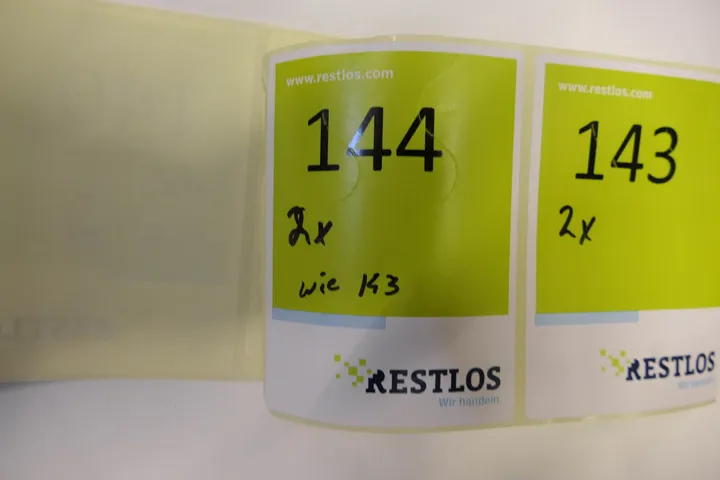 www.restlos.com
144
2x
wie 143
RESTLOS
Wir handeln.
www.restlos.com
143
2x
RESTLOS
Wir handeln